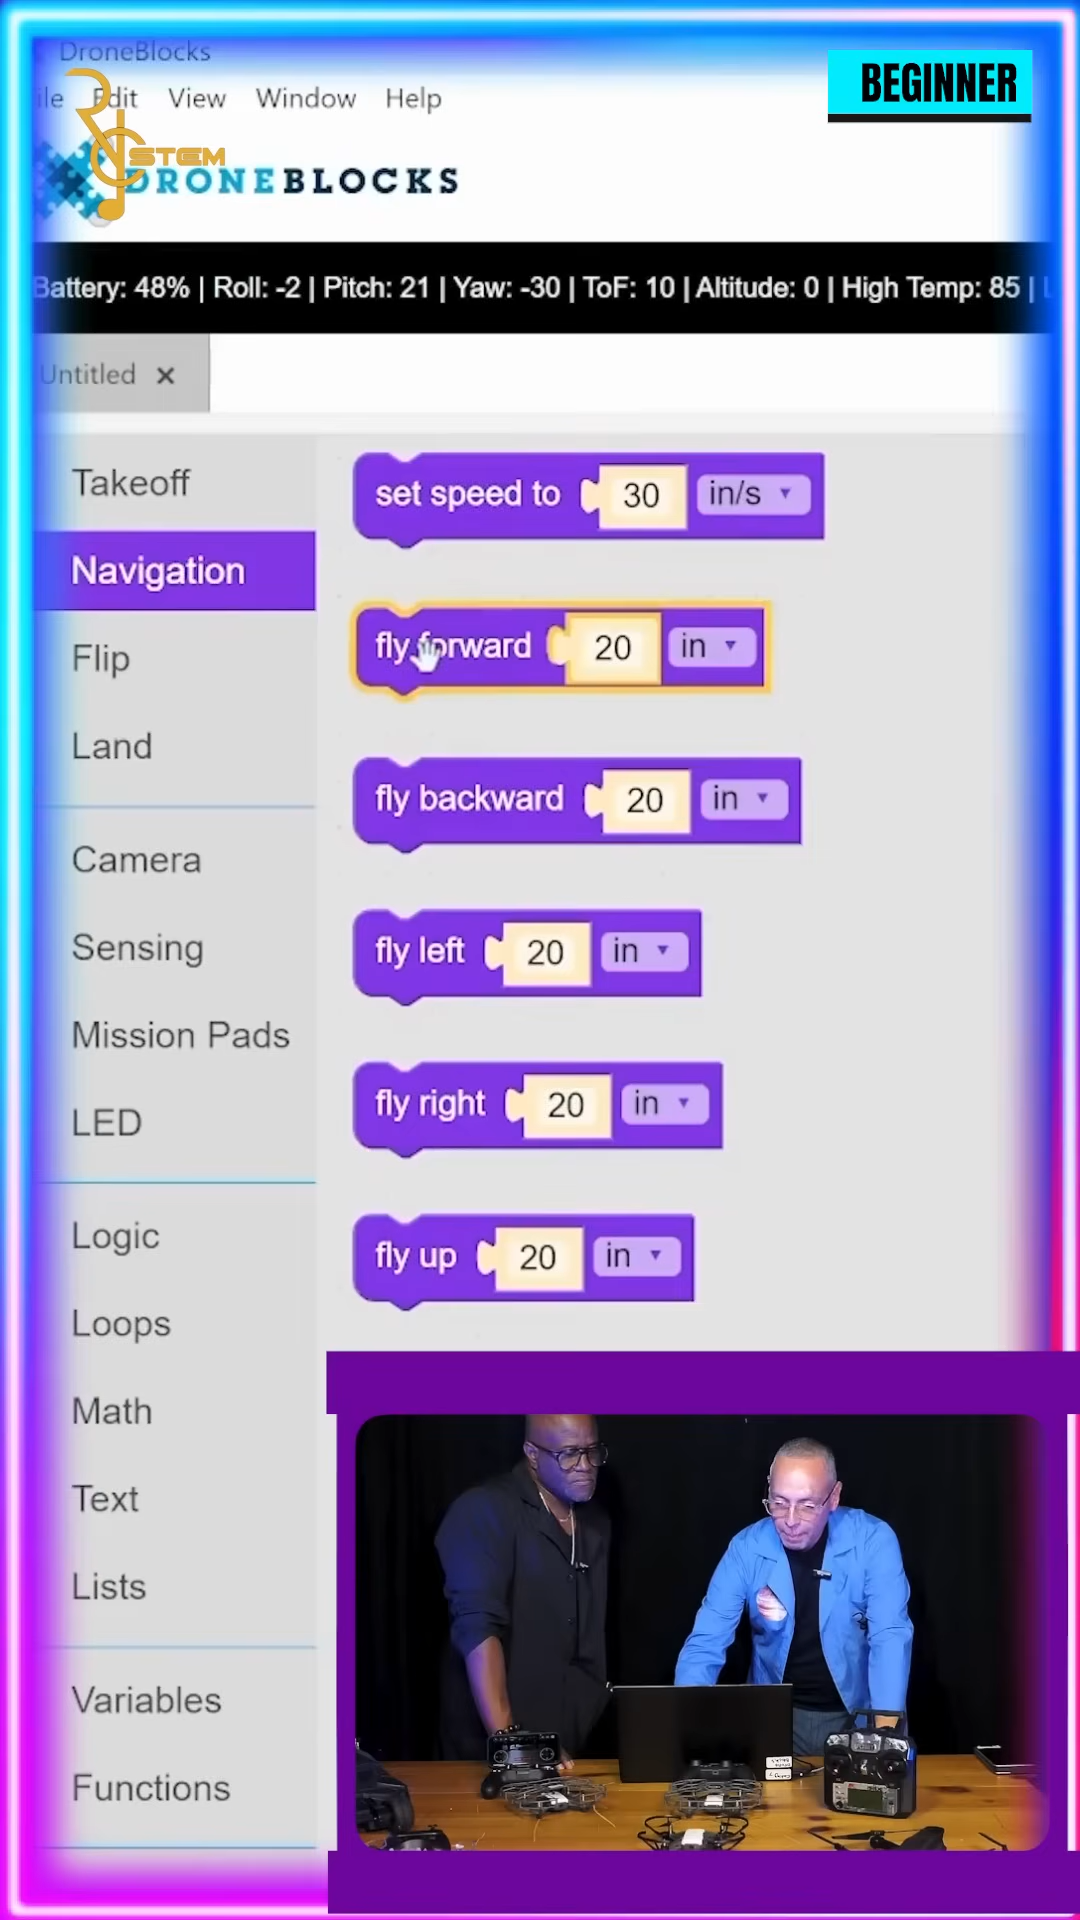 DroneBlocks
BEGINNER
ile Edit View Window Help
RNC STEM
DRONEBLOCKS
Battery: 48% | Roll: -2 | Pitch: 21 | Yaw: -30 | ToF: 10 | Altitude: 0 | High Temp: 85 |
Untitled ×
Takeoff
Navigation
Flip
Land
Camera
Sensing
Mission Pads
LED
Logic
Loops
Math
Text
Lists
Variables
Functions
set speed to 30 in/s
fly forward 20 in
fly backward 20 in
fly left 20 in
fly right 20 in
fly up 20 in